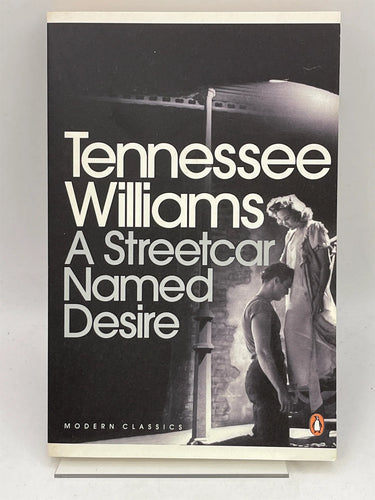 Tennessee
Williams
A Streetcar
Named
Desire
MODERN CLASSICS